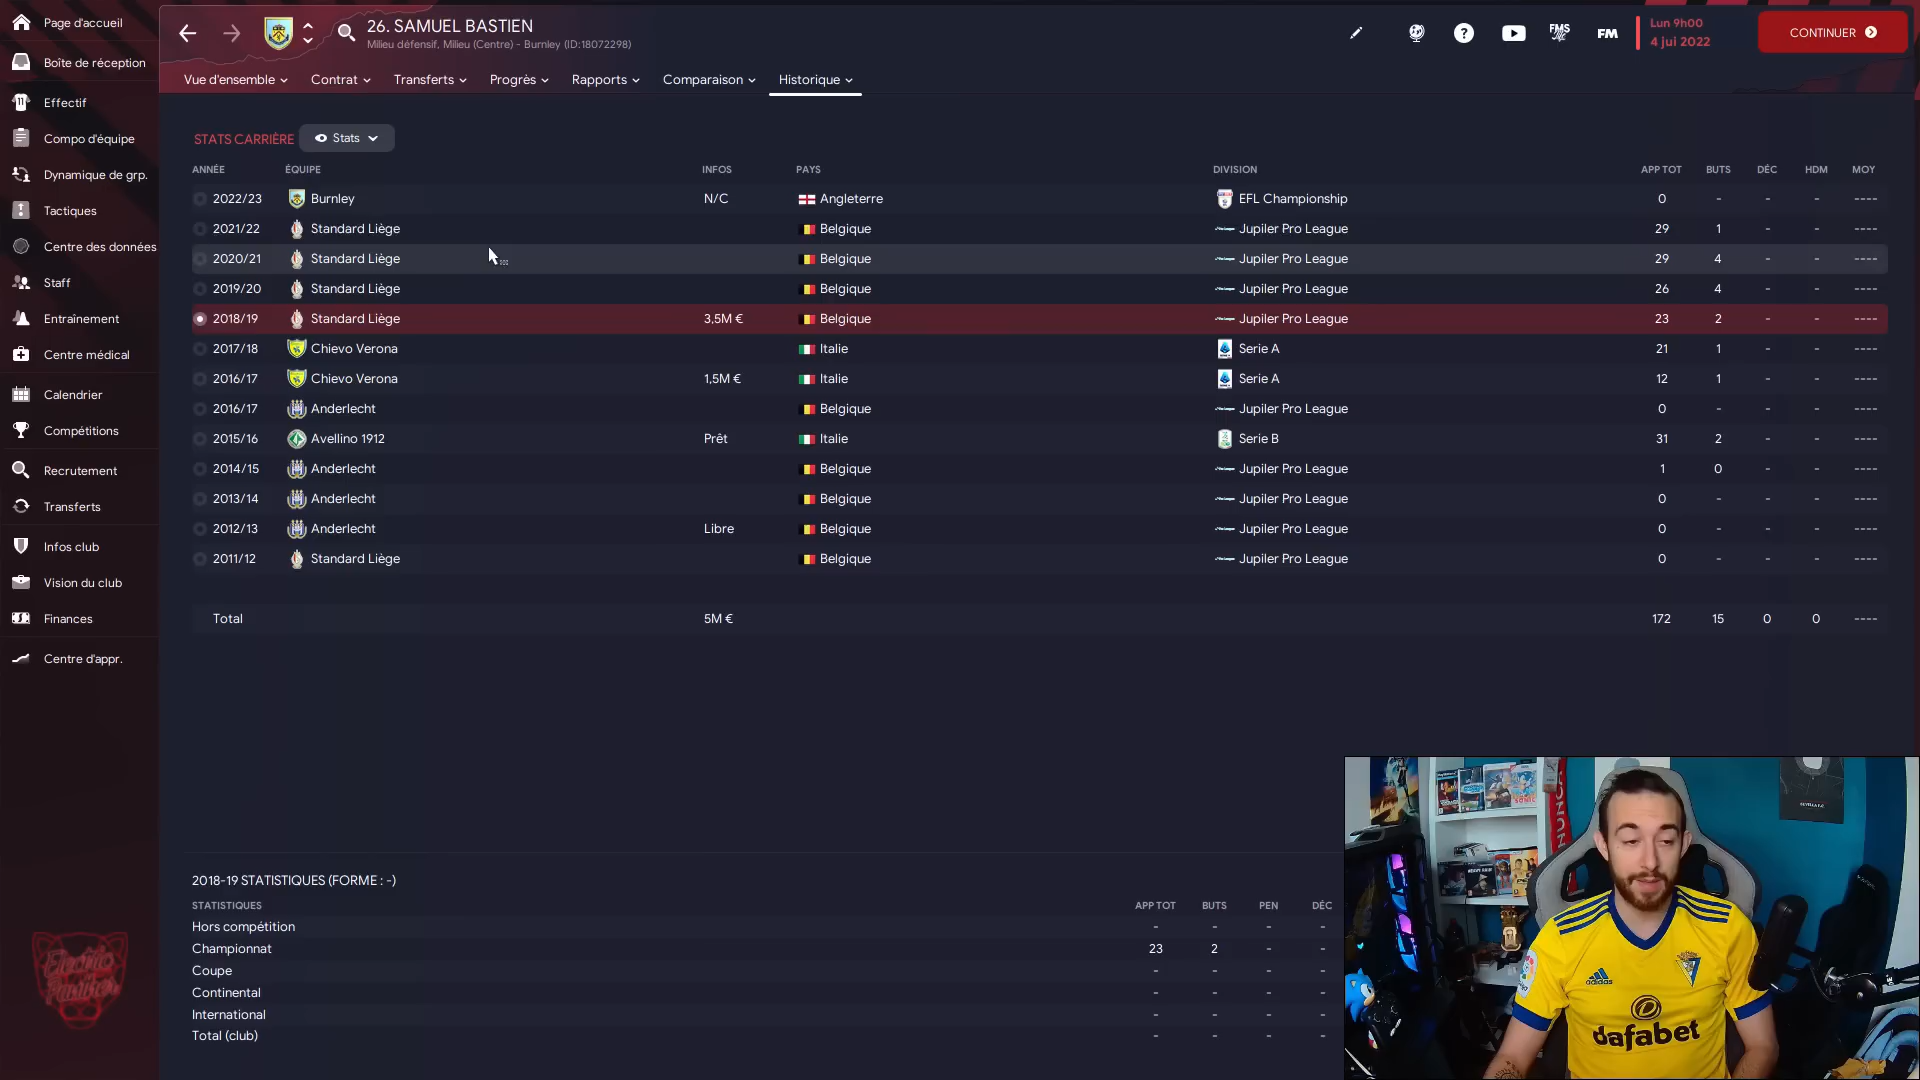 Page d'accueil
Boîte de réception
Effectif
Compo d'équipe
Dynamique de grp.
Tactiques
Centre des données
Staff
Entraînement
Centre médical
Calendrier
Compétitions
Recrutement
Transferts
Infos club
Vision du club
Finances
Centre d'appr.
Electric Panther
26. SAMUEL BASTIEN
Milieu défensif, Milieu (Centre) - Burnley (ID:18072298)
FMS
FM
Lun 9h00
4 jui 2022
CONTINUER
Vue d'ensemble Contrat Transferts Progrès Rapports Comparaison Historique
STATS CARRIÈRE Stats
ANNÉE ÉQUIPE INFOS PAYS DIVISION APP TOT BUTS DÉC HDM MOY
2022/23 Burnley N/C Angleterre EFL Championship 0 - - - ----
2021/22 Standard Liège Belgique Jupiler Pro League 29 1 - - ----
2020/21 Standard Liège Belgique Jupiler Pro League 29 4 - - ----
2019/20 Standard Liège Belgique Jupiler Pro League 26 4 - - ----
2018/19 Standard Liège 3,5M € Belgique Jupiler Pro League 23 2 - - ----
2017/18 Chievo Verona Italie Serie A 21 1 - - ----
2016/17 Chievo Verona 1,5M € Italie Serie A 12 1 - - ----
2016/17 Anderlecht Belgique Jupiler Pro League 0 - - - ----
2015/16 Avellino 1912 Prêt Italie Serie B 31 2 - - ----
2014/15 Anderlecht Belgique Jupiler Pro League 1 0 - - ----
2013/14 Anderlecht Belgique Jupiler Pro League 0 - - - ----
2012/13 Anderlecht Libre Belgique Jupiler Pro League 0 - - - ----
2011/12 Standard Liège Belgique Jupiler Pro League 0 - - - ----
Total 5M € 172 15 0 0 ----
2018-19 STATISTIQUES (FORME : -)
STATISTIQUES APP TOT BUTS PEN DÉC
Hors compétition - - - -
Championnat 23 2 - -
Coupe - - - -
Continental - - - -
International - - - -
Total (club) - - - -
SEVILLA F.C.
NUNCA
SONIC
adidas
dafabet